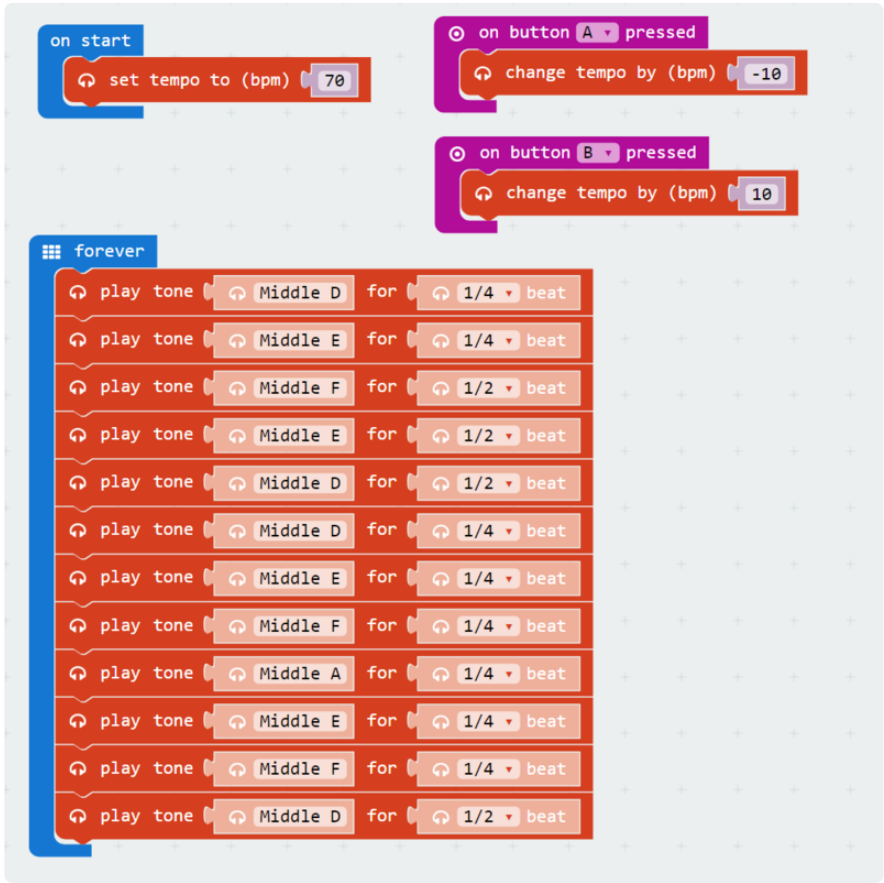 on start
set tempo to (bpm) 70
on button A pressed
change tempo by (bpm) -10
on button B pressed
change tempo by (bpm) 10
forever
play tone Middle D for 1/4 beat
play tone Middle E for 1/4 beat
play tone Middle F for 1/2 beat
play tone Middle E for 1/2 beat
play tone Middle D for 1/2 beat
play tone Middle D for 1/4 beat
play tone Middle E for 1/4 beat
play tone Middle F for 1/4 beat
play tone Middle A for 1/4 beat
play tone Middle E for 1/4 beat
play tone Middle F for 1/4 beat
play tone Middle D for 1/2 beat